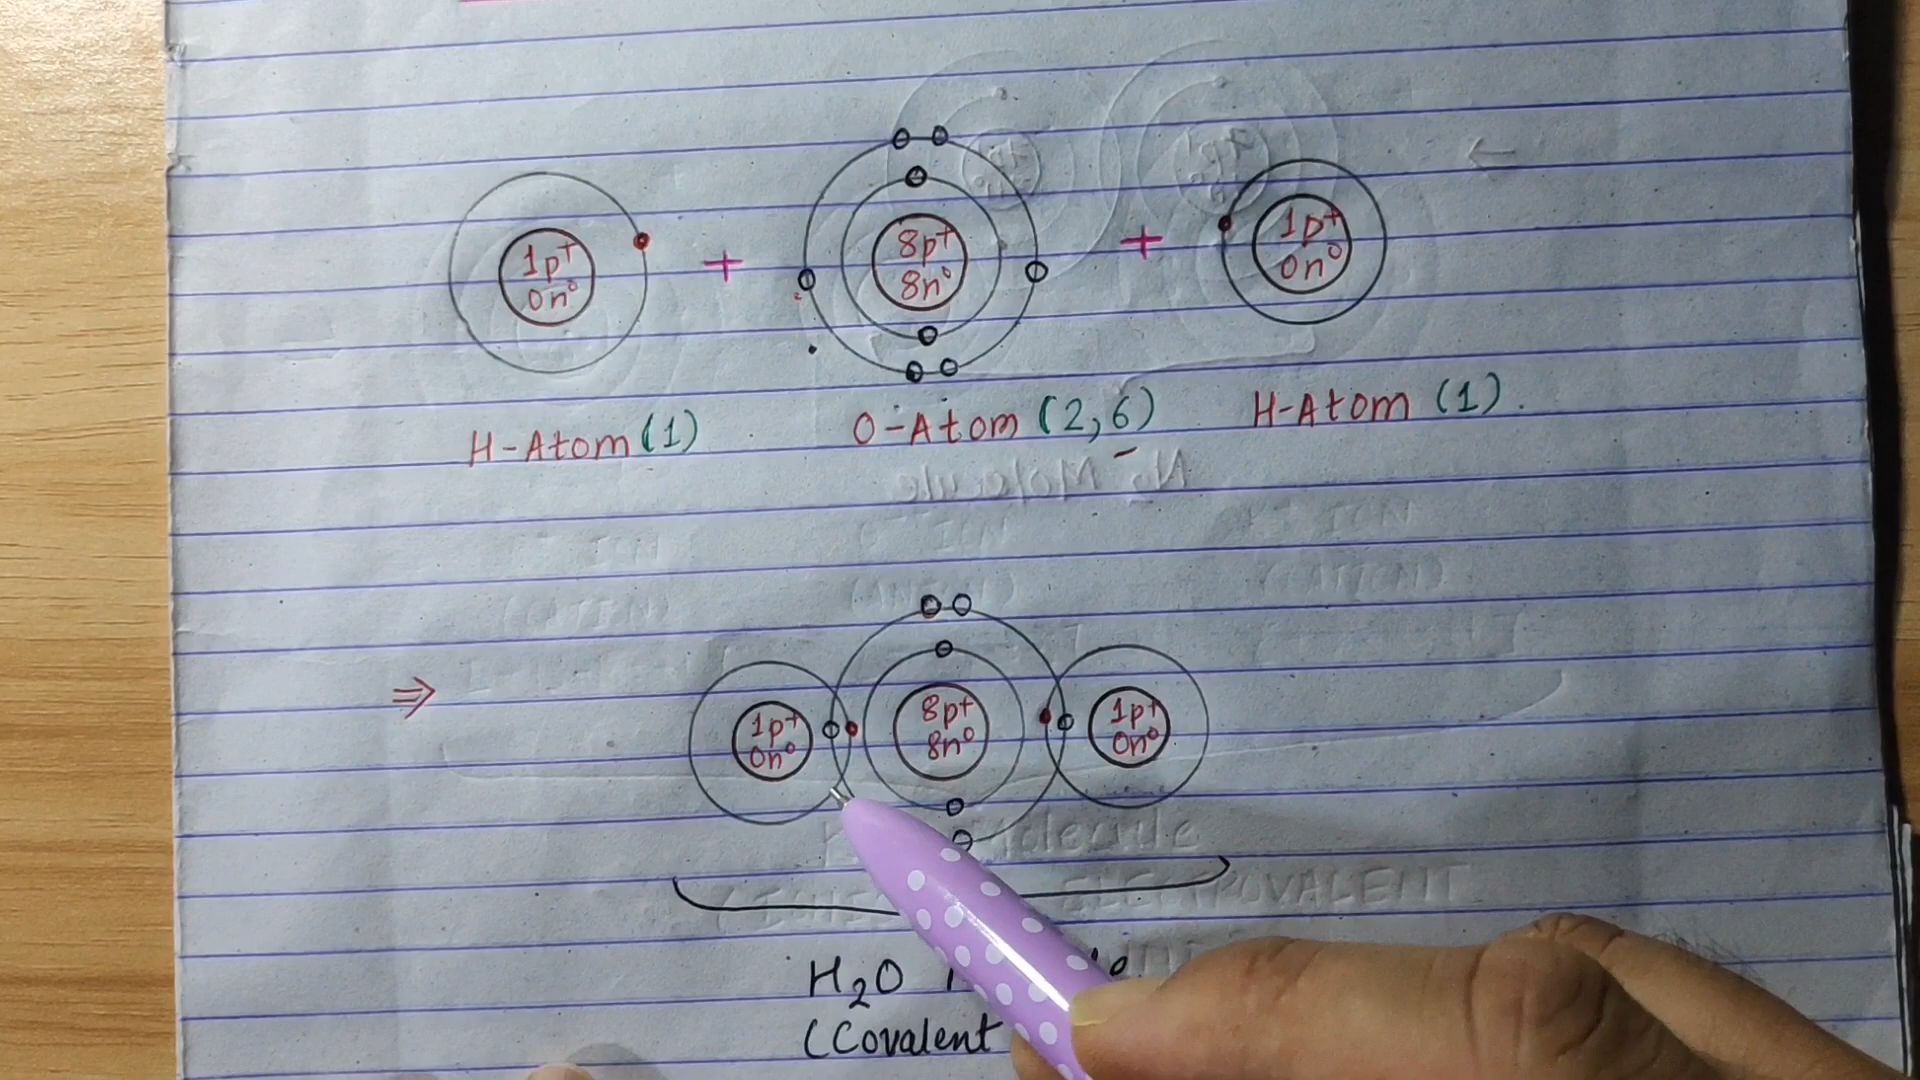 1p+ 0n0
+
8p+ 8n0
+
1p+ 0n0
H-Atom (1)
O-Atom (2,6)
H-Atom (1).
⇒
1p+ 0n0
8p+ 8n0
1p+ 0n0
H2O
(Covalent